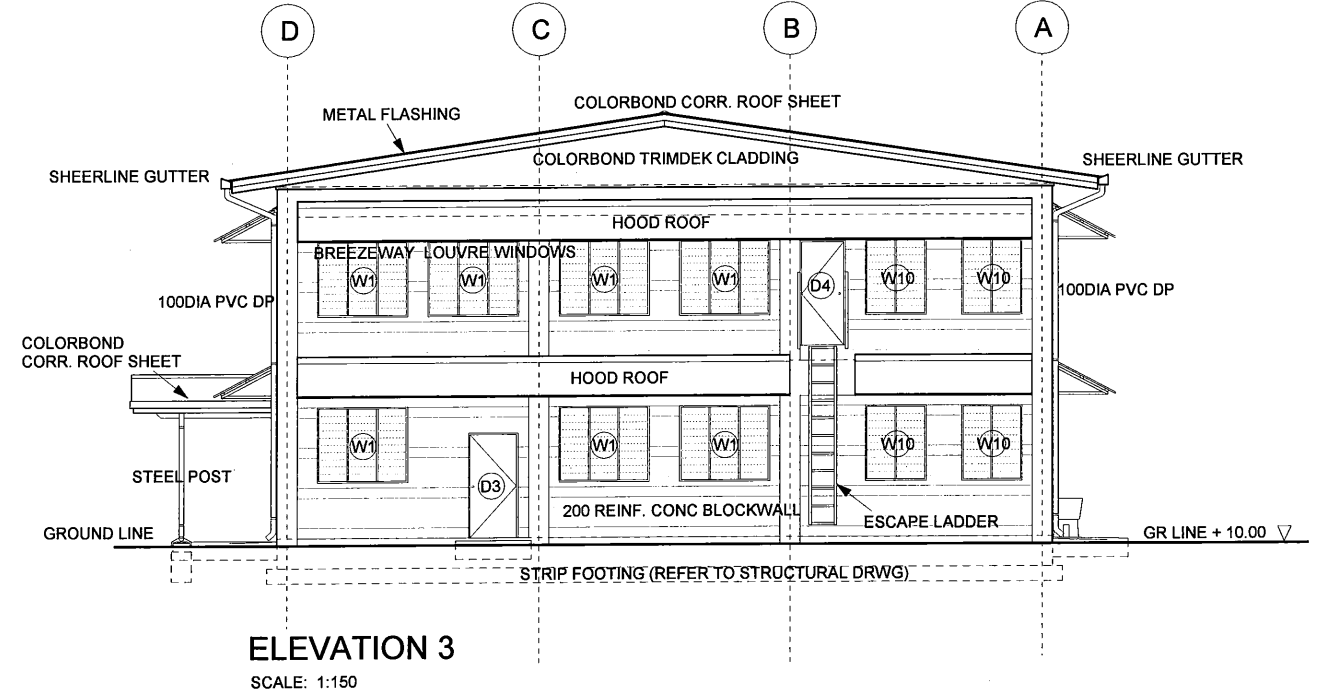 D C B A
COLORBOND CORR. ROOF SHEET
METAL FLASHING
COLORBOND TRIMDEK CLADDING
SHEERLINE GUTTER
SHEERLINE GUTTER
HOOD ROOF
BREEZEWAY LOUVRE WINDOWS
W1 W1 W1 W1 D4 W10 W10
100DIA PVC DP
100DIA PVC DP
COLORBOND
CORR. ROOF SHEET
HOOD ROOF
W1 W1 W1 W10 W10
STEEL POST
D3
200 REINF. CONC BLOCKWALL
ESCAPE LADDER
GROUND LINE
GR LINE + 10.00
STRIP FOOTING (REFER TO STRUCTURAL DRWG)
ELEVATION 3
SCALE: 1:150